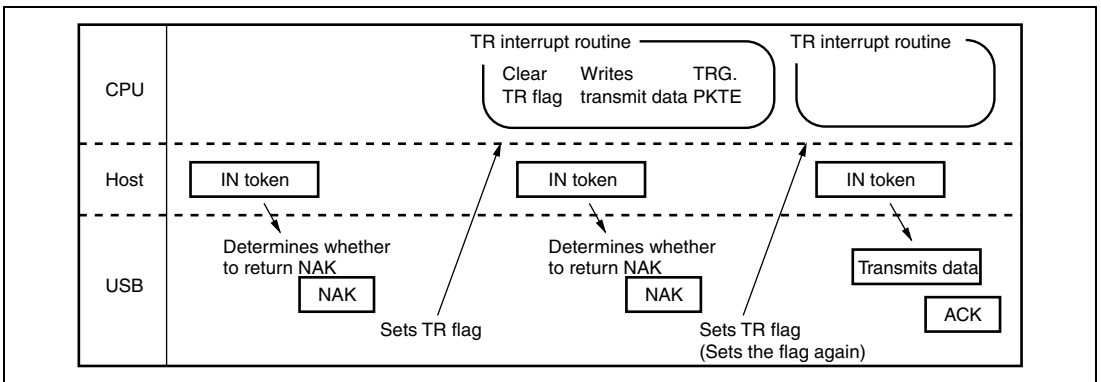 CPU
TR interrupt routine
Clear Writes TRG.
TR flag transmit data PKTE
TR interrupt routine
Host
IN token
IN token
IN token
USB
Determines whether
to return NAK
NAK
Sets TR flag
Determines whether
to return NAK
NAK
Sets TR flag
(Sets the flag again)
Transmits data
ACK